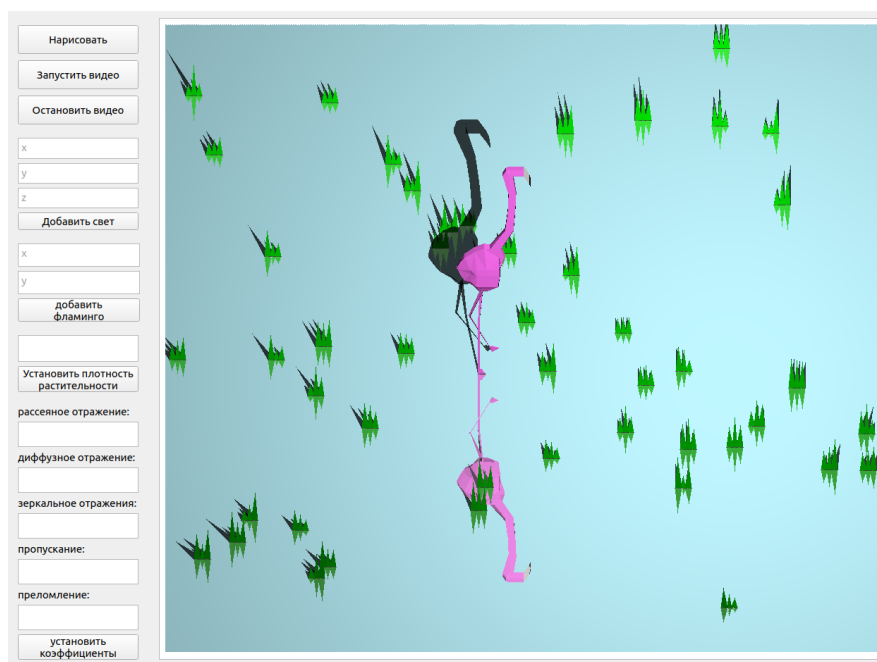 Нарисовать
Запустить видео
Остановить видео
x
y
z
Добавить свет
x
y
добавить
фламинго
Установить плотность
растительности
рассеяное отражение:
диффузное отражение:
зеркальное отражения:
пропускание:
преломление:
установить
коэффициенты